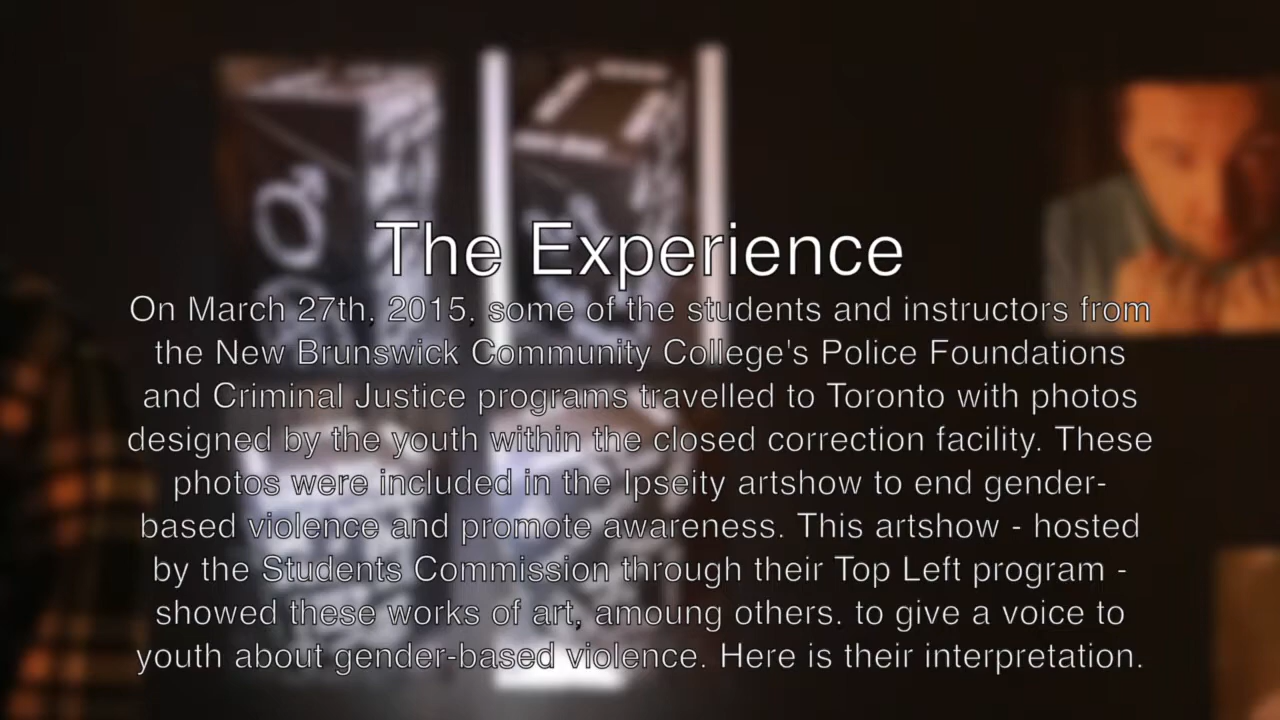 The Experience
On March 27th, 2015, some of the students and instructors from
the New Brunswick Community College's Police Foundations
and Criminal Justice programs travelled to Toronto with photos
designed by the youth within the closed correction facility. These
photos were included in the Ipseity artshow to end gender-
based violence and promote awareness. This artshow - hosted
by the Students Commission through their Top Left program -
showed these works of art, amoung others. to give a voice to
youth about gender-based violence. Here is their interpretation.